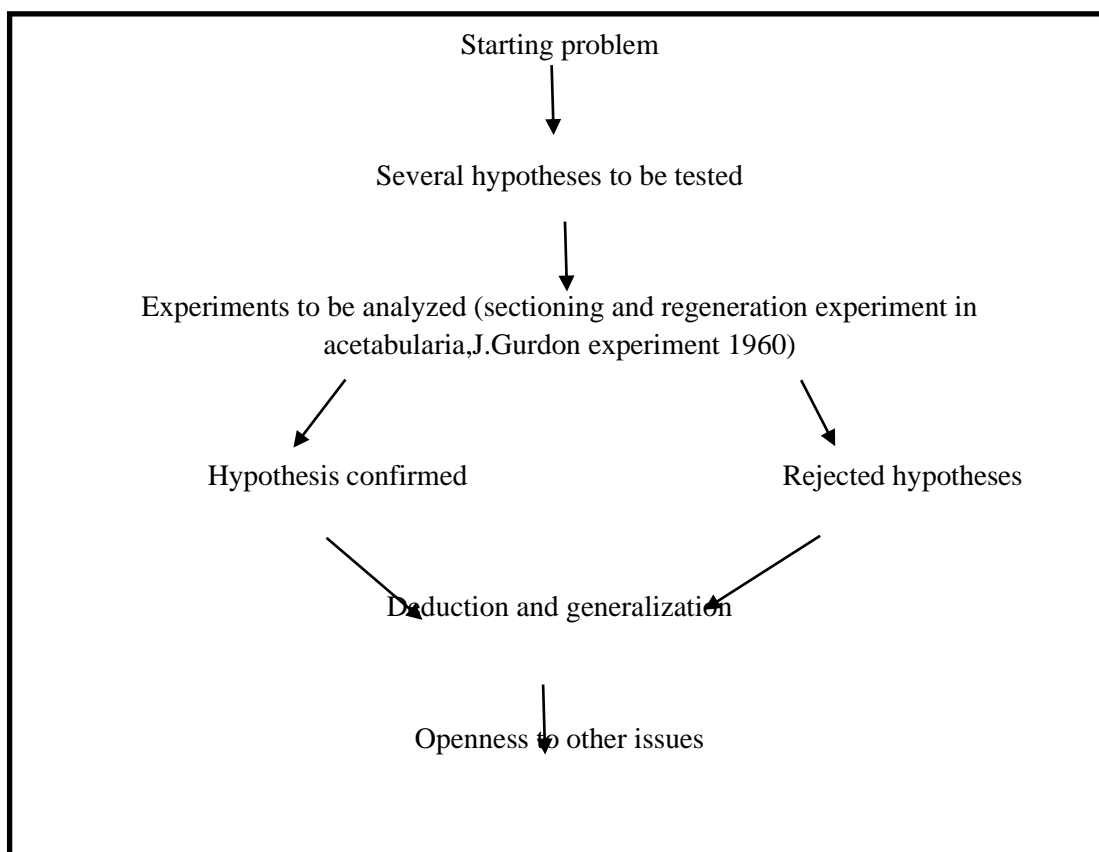 Starting problem
Several hypotheses to be tested
Experiments to be analyzed (sectioning and regeneration experiment in
acetabularia,J.Gurdon experiment 1960)
Hypothesis confirmed
Rejected hypotheses
Deduction and generalization
Openness to other issues